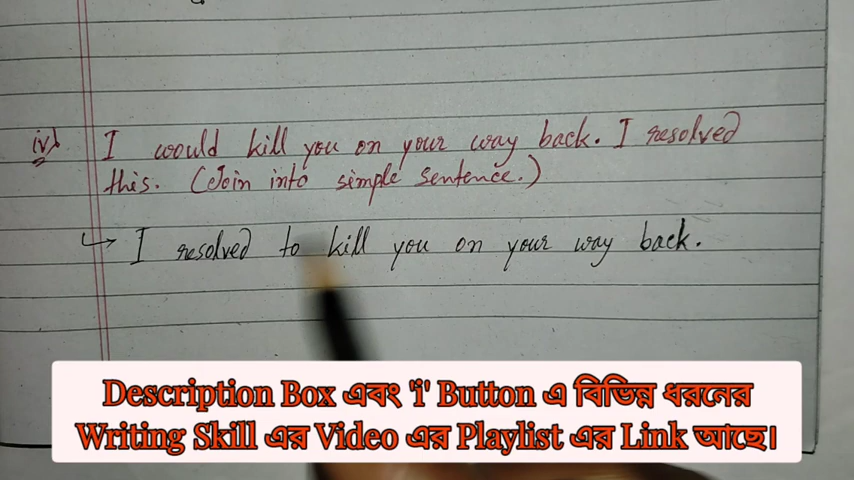 iv) I would kill you on your way back. I resolved
this. (Join into simple sentence.)
↳ I resolved to kill you on your way back.
Description Box এবং 'i' Button এ বিভিন্ন ধরনের
Writing Skill এর Video এর Playlist এর Link আছে।